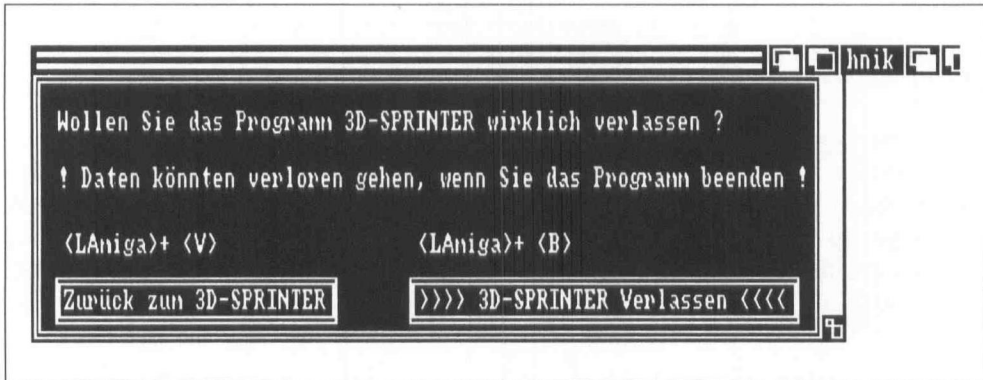 hnik
Wollen Sie das Programm 3D-SPRINTER wirklich verlassen ?
! Daten könnten verloren gehen, wenn Sie das Programm beenden !
<LAmiga>+ <V> <LAmiga>+ <B>
Zurück zum 3D-SPRINTER >>>> 3D-SPRINTER Verlassen <<<<